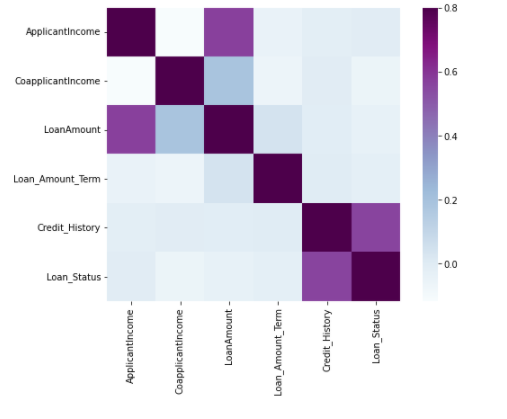 ApplicantIncome
CoapplicantIncome
LoanAmount
Loan_Amount_Term
Credit_History
Loan_Status
ApplicantIncome
CoapplicantIncome
LoanAmount
Loan_Amount_Term
Credit_History
Loan_Status
0.8
0.6
0.4
0.2
0.0